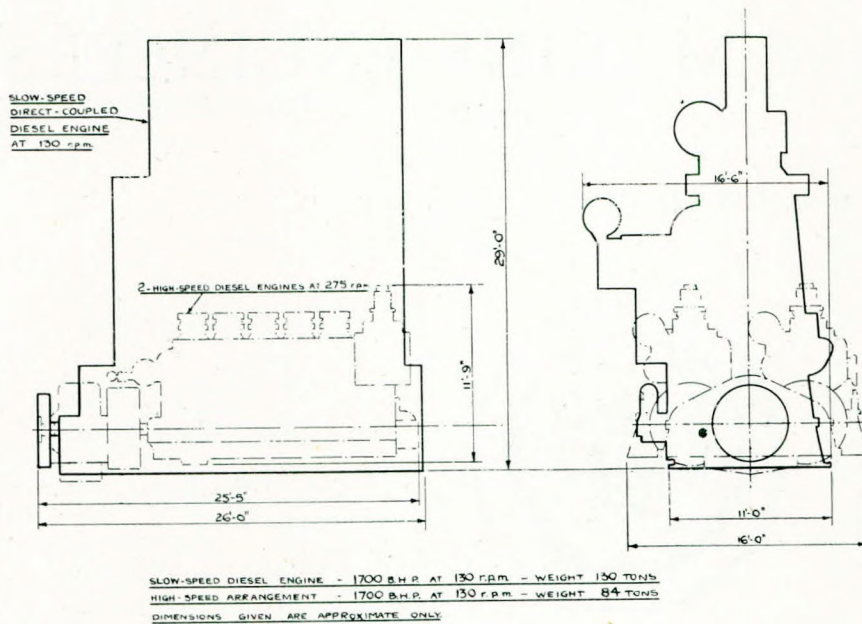 SLOW-SPEED
DIRECT-COUPLED
DIESEL ENGINE
AT 130 r.p.m.
2-HIGH-SPEED DIESEL ENGINES AT 275 r.p.m.
29'-0"
11'-9"
25'-5"
26'-0"
16'-6"
11'-0"
16'-0"
SLOW-SPEED DIESEL ENGINE - 1700 B.H.P. AT 130 r.p.m. - WEIGHT 130 TONS
HIGH-SPEED ARRANGEMENT - 1700 B.H.P. AT 130 r.p.m. - WEIGHT 84 TONS
DIMENSIONS GIVEN ARE APPROXIMATE ONLY.